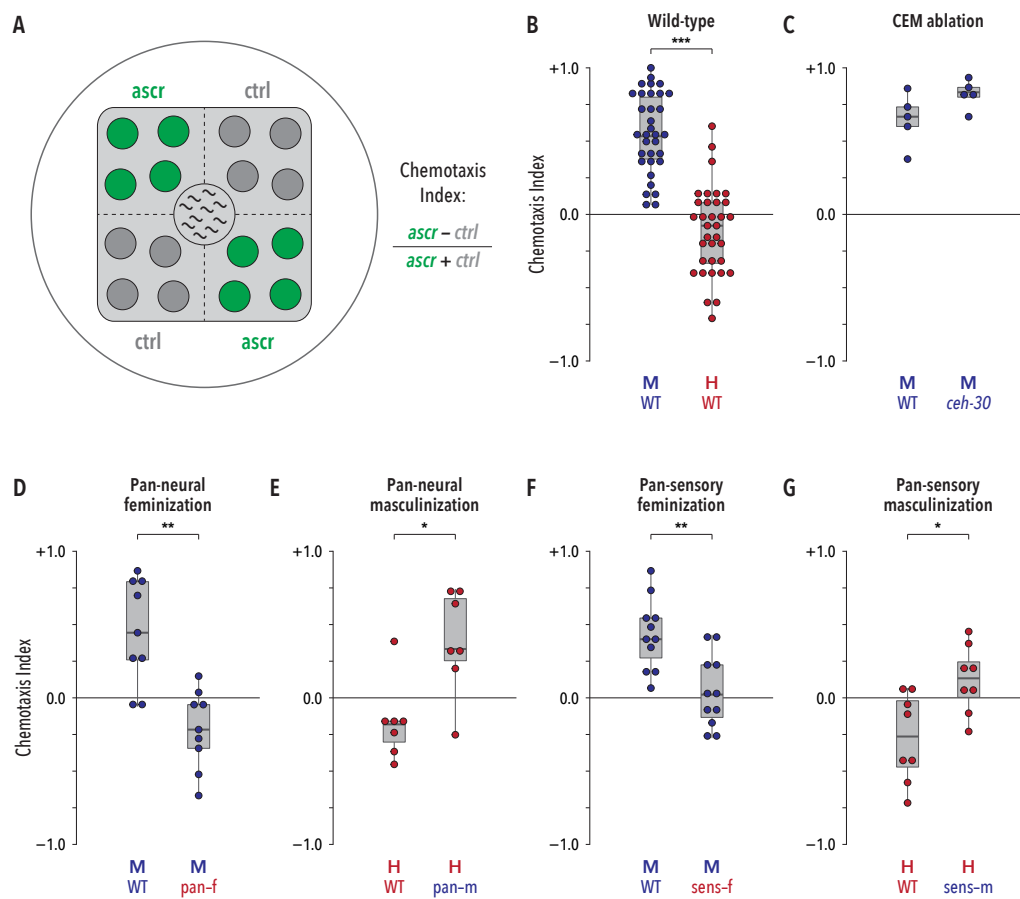 A
ascr
ctrl
ctrl
ascr
Chemotaxis
Index:
ascr – ctrl
ascr + ctrl
B
Wild-type
***
Chemotaxis Index
+1.0
0.0
−1.0
M
WT
H
WT
C
CEM ablation
+1.0
0.0
−1.0
M
WT
M
ceh-30
D
Pan-neural
feminization
**
Chemotaxis Index
+1.0
0.0
−1.0
M
WT
M
pan–f
E
Pan-neural
masculinization
*
+1.0
0.0
−1.0
H
WT
H
pan–m
F
Pan-sensory
feminization
**
+1.0
0.0
−1.0
M
WT
M
sens–f
G
Pan-sensory
masculinization
*
+1.0
0.0
−1.0
H
WT
H
sens–m